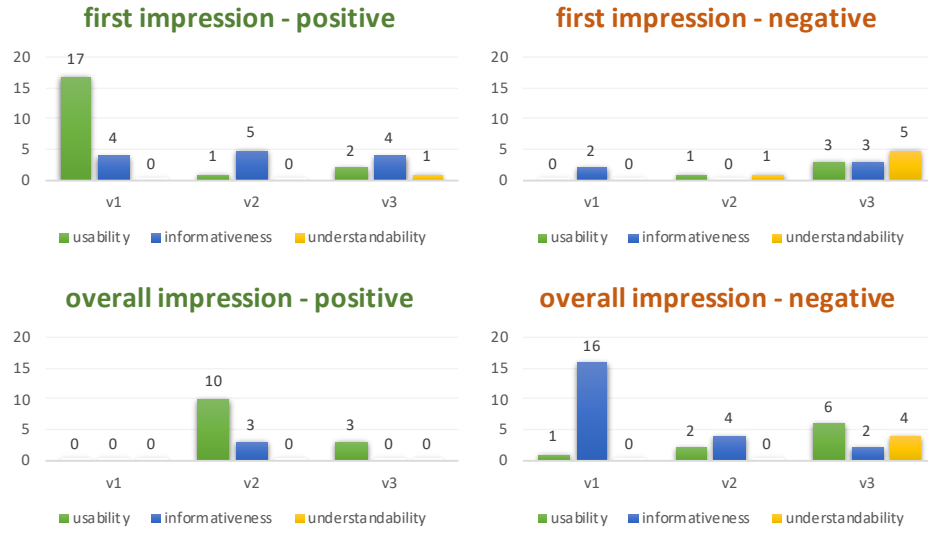 first impression - positive
20
15
10
5
0
17
4
0
1
5
0
2
4
1
v1
v2
v3
usability
informativeness
understandability
first impression - negative
20
15
10
5
0
0
2
0
1
0
1
3
3
5
v1
v2
v3
usability
informativeness
understandability
overall impression - positive
20
15
10
5
0
0
0
0
10
3
0
3
0
0
v1
v2
v3
usability
informativeness
understandability
overall impression - negative
20
15
10
5
0
1
16
0
2
4
0
6
2
4
v1
v2
v3
usability
informativeness
understandability